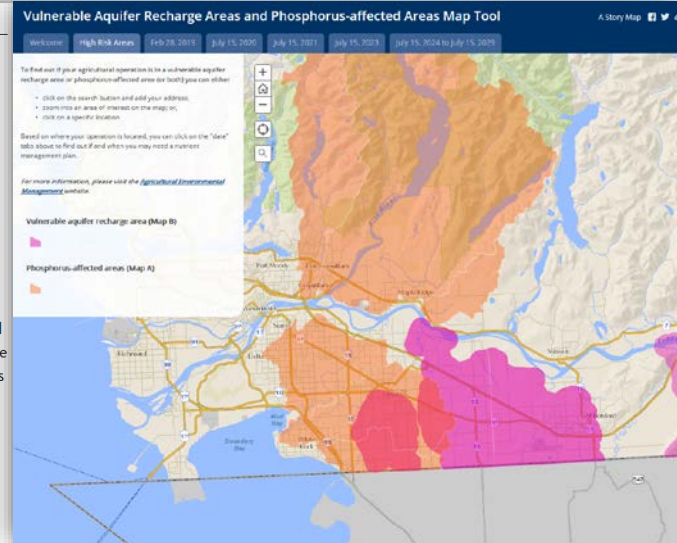 Vulnerable Aquifer Recharge Areas and Phosphorus-affected Areas Map Tool
A Story Map
Welcome
High Risk Areas
Feb 28, 2019
July 15, 2020
July 15, 2021
July 15, 2023
July 15, 2024 to July 15, 2029
To find out if your agricultural operation is in a vulnerable aquifer
recharge area or phosphorus-affected area (or both) you can either
• click on the search button and add your address;
• zoom into an area of interest on the map; or,
• click on a specific location
Based on where your operation is located, you can click on the "date"
tabs above to find out if and when you may need a nutrient
management plan.
For more information, please visit the Agricultural Environmental
Management website.
Vulnerable aquifer recharge area (Map B)
Phosphorus-affected areas (Map A)
Port Moody
Maple Ridge
Mission
Richmond
Delta
Boundary
Bay
White
Rock